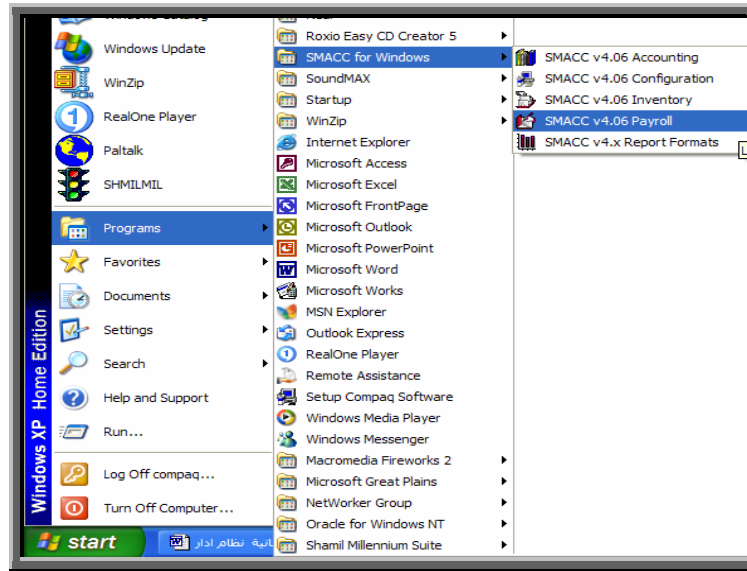 Windows Catalog
Windows Update
WinZip
RealOne Player
Paltalk
SHMILMIL
Programs
Favorites
Documents
Settings
Search
Help and Support
Run...
Log Off compaq...
Turn Off Computer...
Windows XP Home Edition
start
انية نظام ادار
Roxio Easy CD Creator 5
SMACC for Windows
SoundMAX
Startup
WinZip
Internet Explorer
Microsoft Access
Microsoft Excel
Microsoft FrontPage
Microsoft Outlook
Microsoft PowerPoint
Microsoft Word
Microsoft Works
MSN Explorer
Outlook Express
RealOne Player
Remote Assistance
Setup Compaq Software
Windows Media Player
Windows Messenger
Macromedia Fireworks 2
Microsoft Great Plains
NetWorker Group
Oracle for Windows NT
Shamil Millennium Suite
SMACC v4.06 Accounting
SMACC v4.06 Configuration
SMACC v4.06 Inventory
SMACC v4.06 Payroll
SMACC v4.x Report Formats